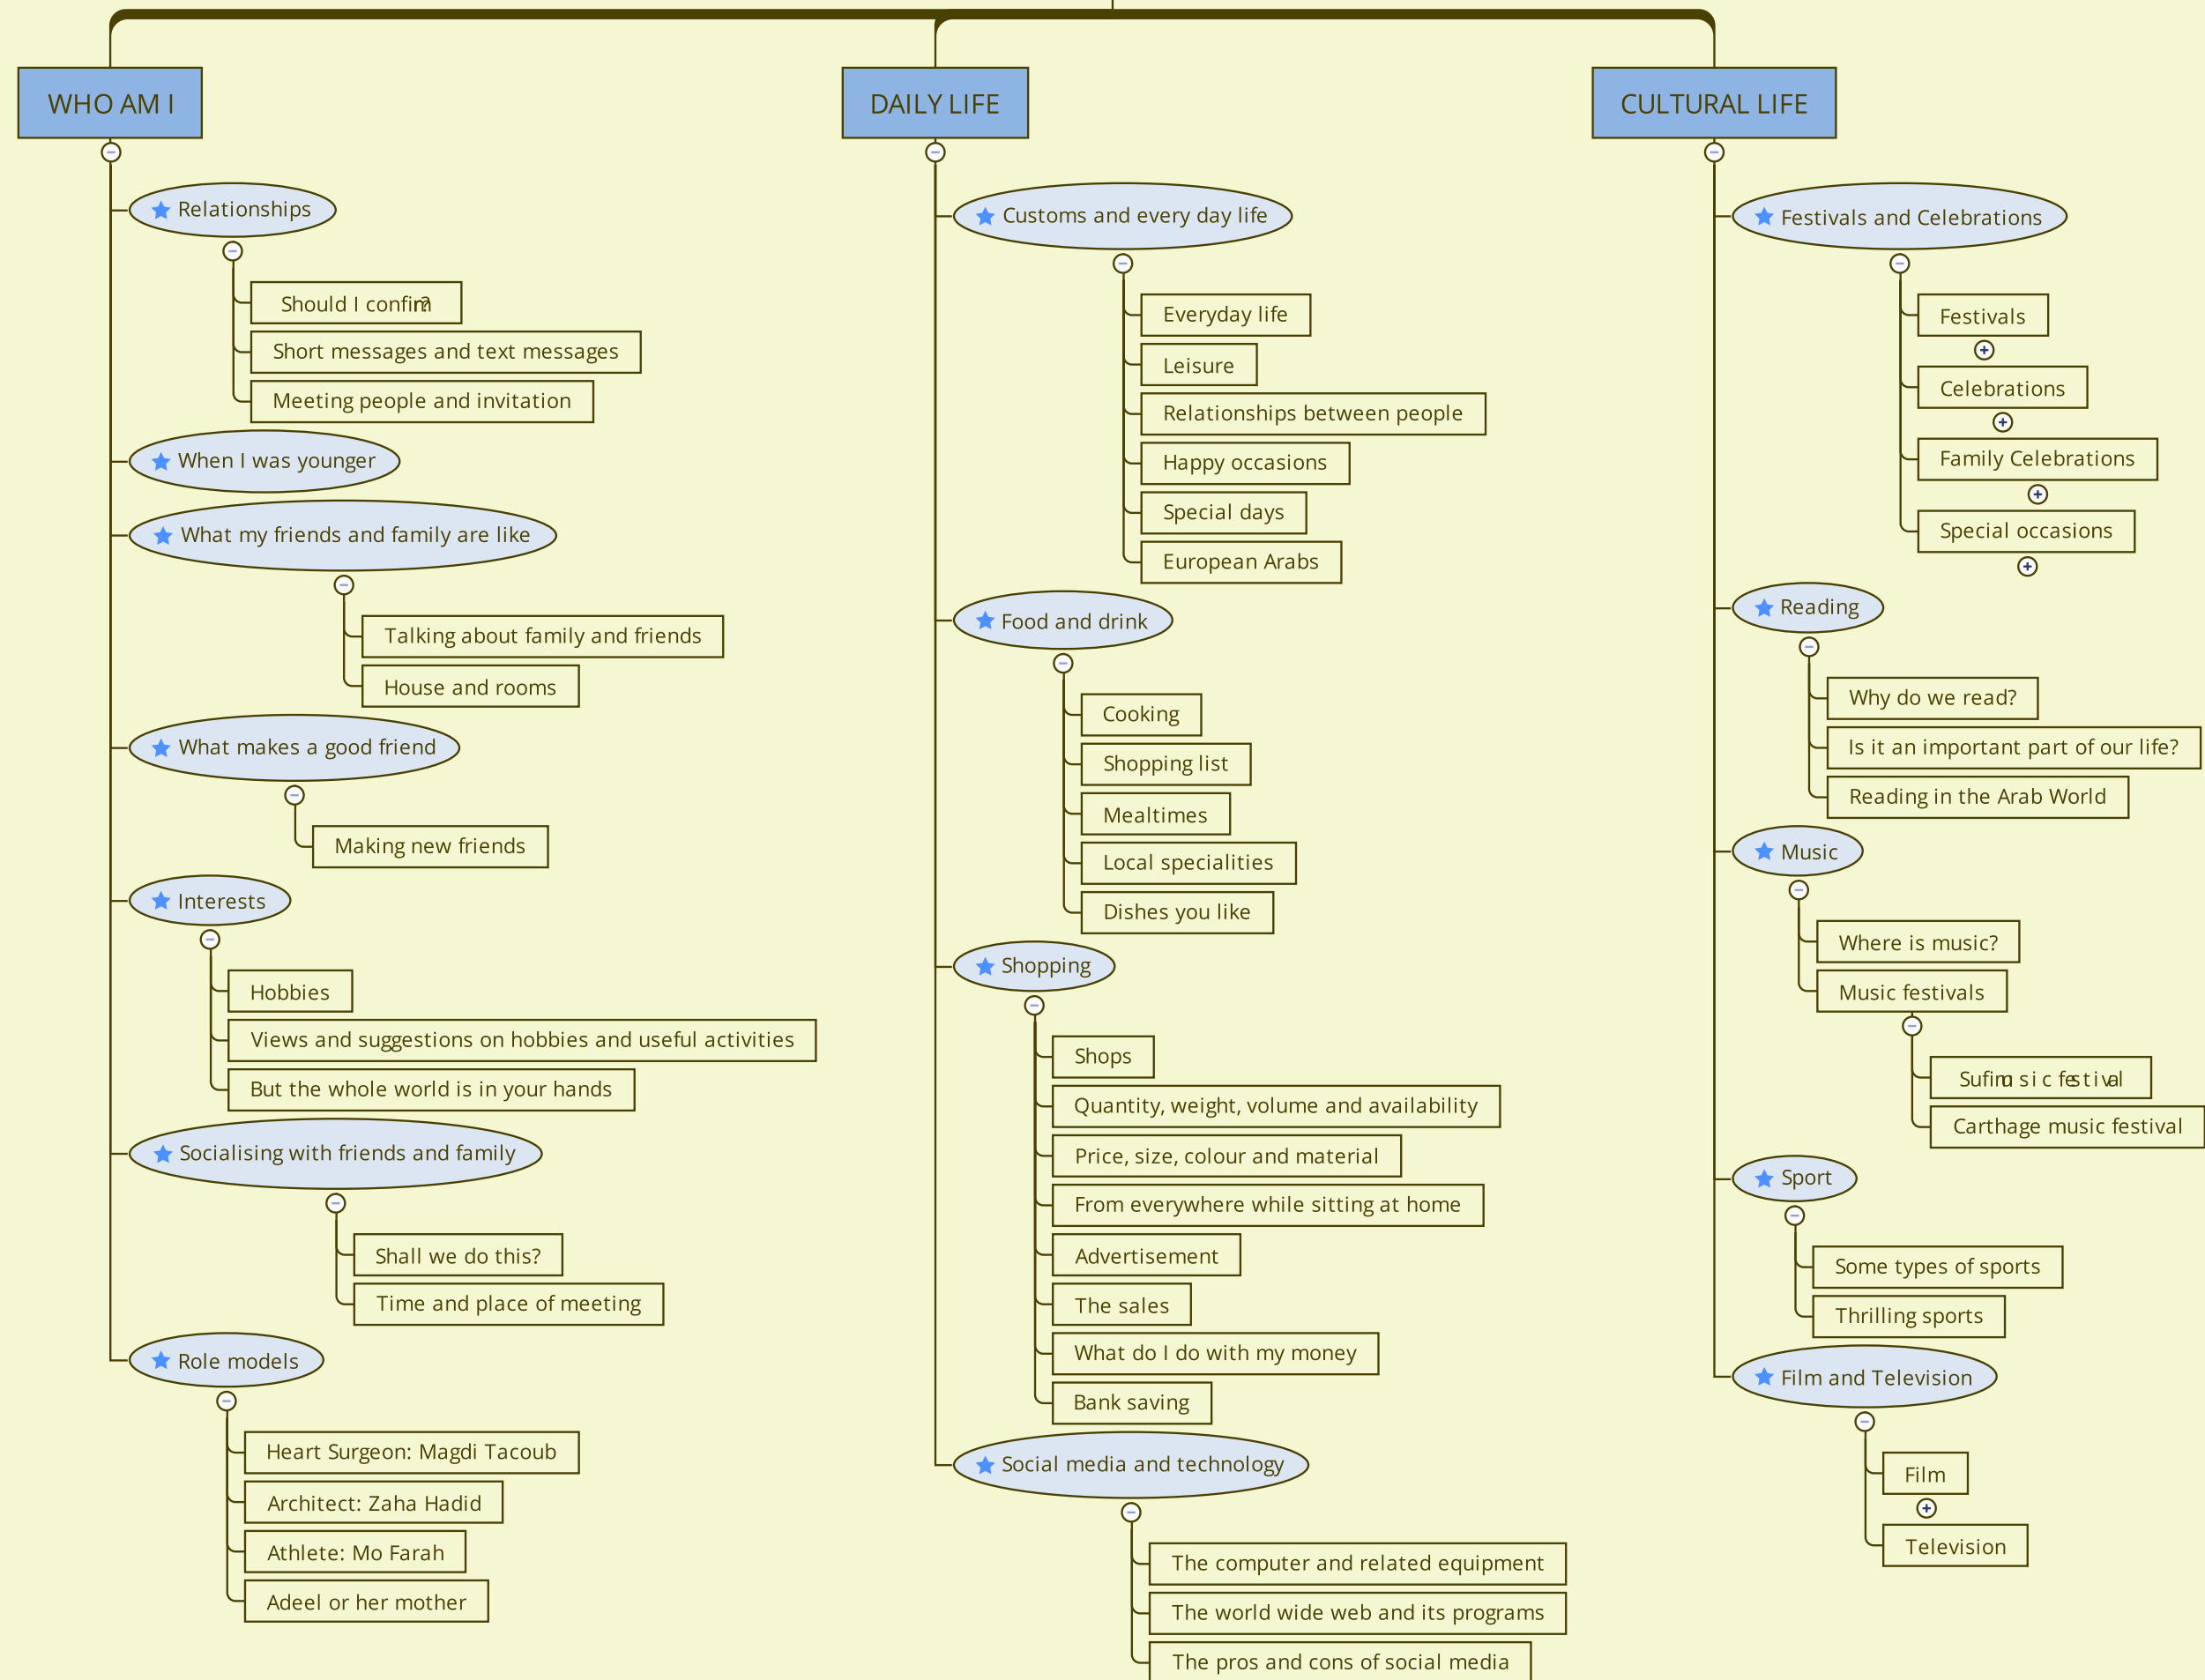 WHO AM I
Relationships
Should I confirm?
Short messages and text messages
Meeting people and invitation
When I was younger
What my friends and family are like
Talking about family and friends
House and rooms
What makes a good friend
Making new friends
Interests
Hobbies
Views and suggestions on hobbies and useful activities
But the whole world is in your hands
Socialising with friends and family
Shall we do this?
Time and place of meeting
Role models
Heart Surgeon: Magdi Tacoub
Architect: Zaha Hadid
Athlete: Mo Farah
Adeel or her mother
DAILY LIFE
Customs and every day life
Everyday life
Leisure
Relationships between people
Happy occasions
Special days
European Arabs
Food and drink
Cooking
Shopping list
Mealtimes
Local specialities
Dishes you like
Shopping
Shops
Quantity, weight, volume and availability
Price, size, colour and material
From everywhere while sitting at home
Advertisement
The sales
What do I do with my money
Bank saving
Social media and technology
The computer and related equipment
The world wide web and its programs
The pros and cons of social media
CULTURAL LIFE
Festivals and Celebrations
Festivals
Celebrations
Family Celebrations
Special occasions
Reading
Why do we read?
Is it an important part of our life?
Reading in the Arab World
Music
Where is music?
Music festivals
Sufi music festival
Carthage music festival
Sport
Some types of sports
Thrilling sports
Film and Television
Film
Television